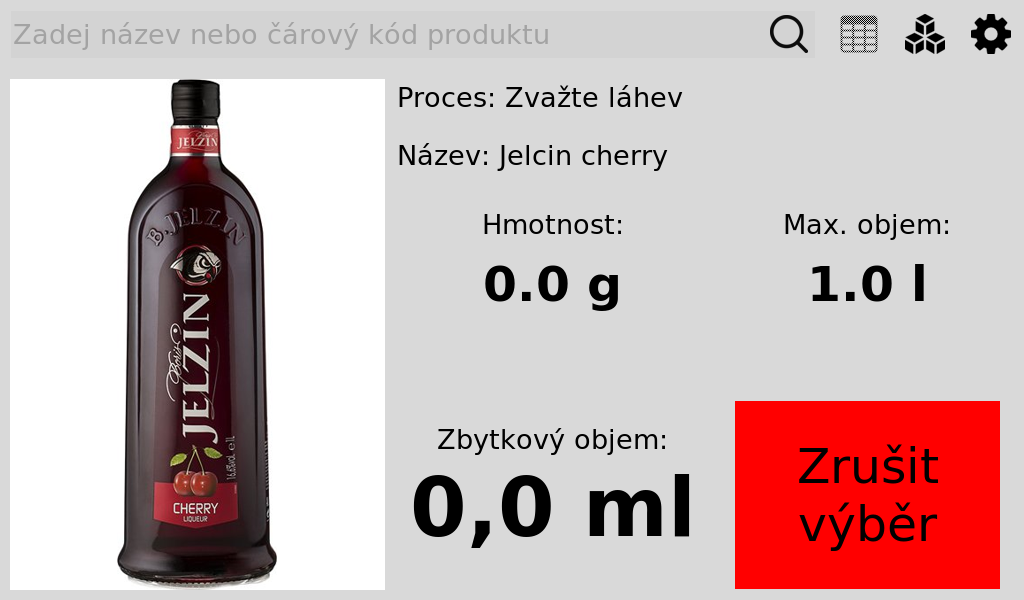 Zadej název nebo čárový kód produktu
Proces: Zvažte láhev
Název: Jelcin cherry
Hmotnost:
0.0 g
Max. objem:
1.0 l
Zbytkový objem:
0,0 ml
Zrušit
výběr
JELZIN
B.JELZIN
Boris
JELZIN
CHERRY
LIQUEUR